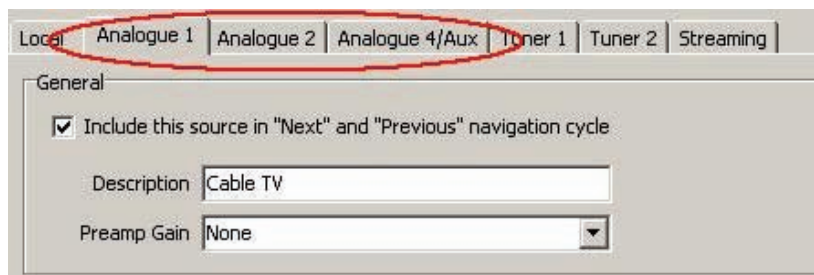 Local Analogue 1 Analogue 2 Analogue 4/Aux Tuner 1 Tuner 2 Streaming
General
Include this source in "Next" and "Previous" navigation cycle
Description Cable TV
Preamp Gain None